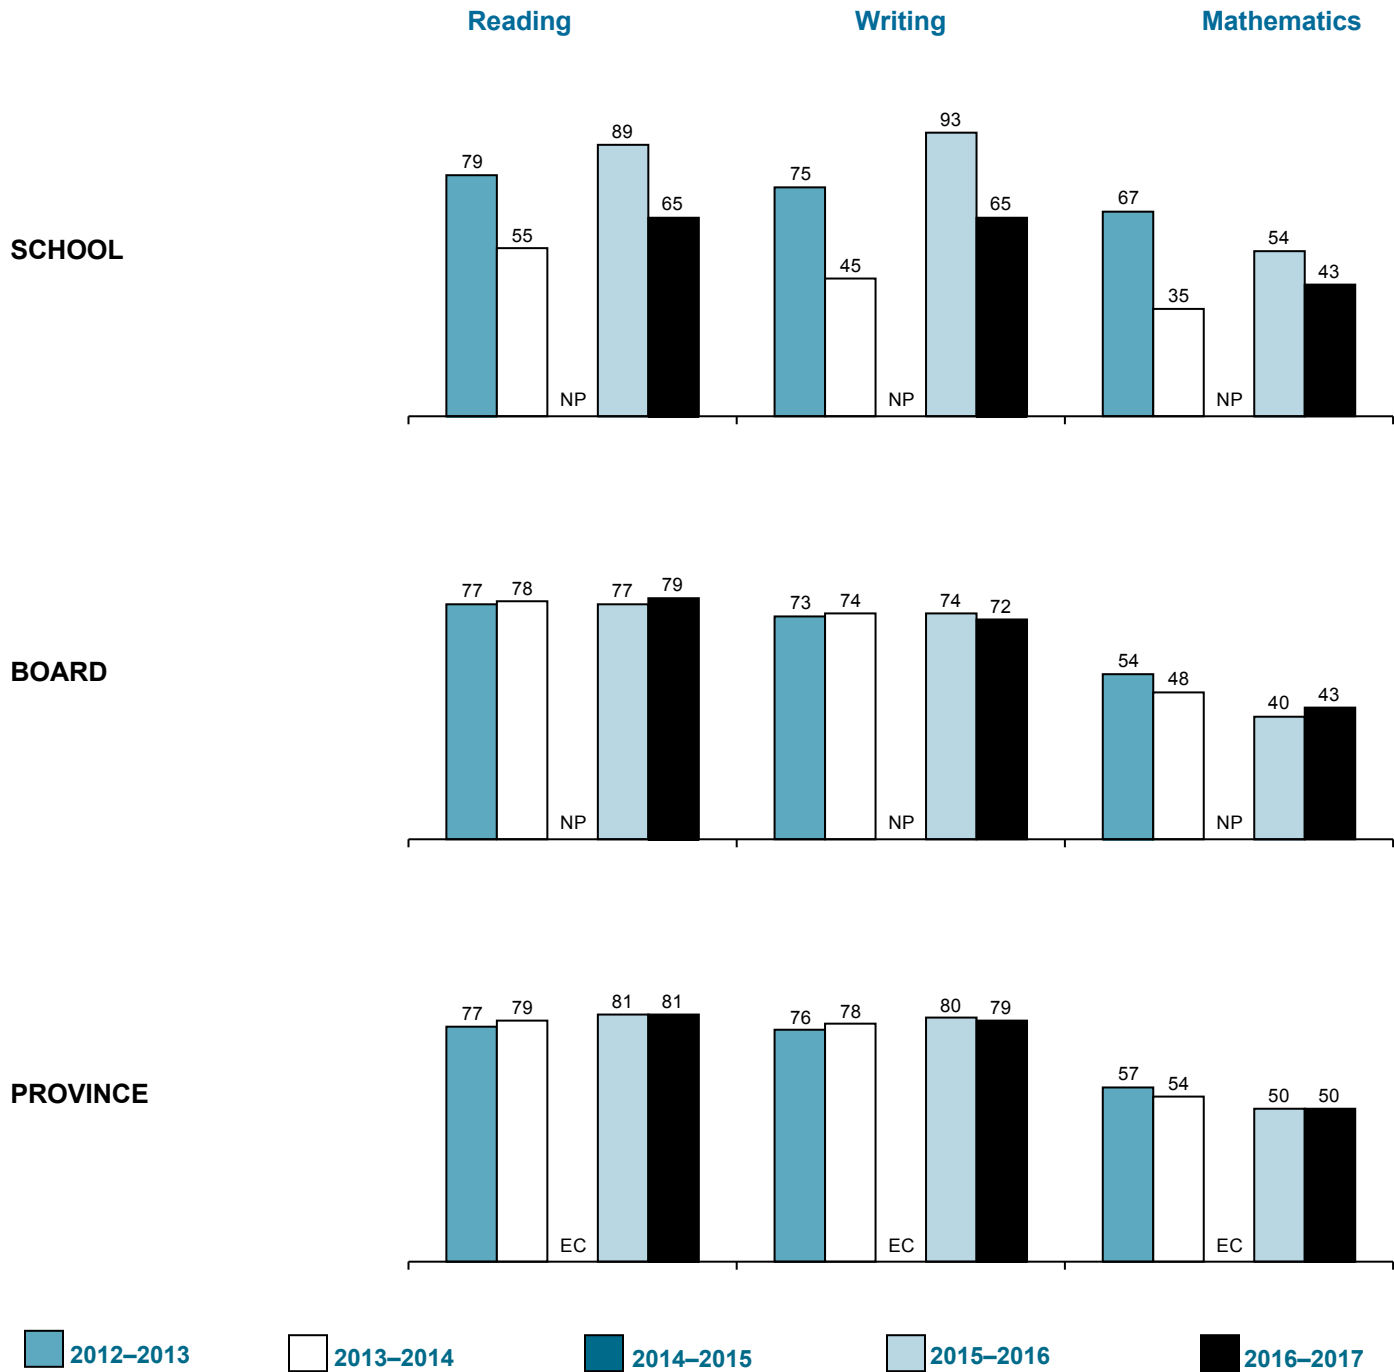 Reading Writing Mathematics
SCHOOL
79 55 NP 89 65 75 45 NP 93 65 67 35 NP 54 43
BOARD
77 78 NP 77 79 73 74 NP 74 72 54 48 NP 40 43
PROVINCE
77 79 EC 81 81 76 78 EC 80 79 57 54 EC 50 50
2012–2013 2013–2014 2014–2015 2015–2016 2016–2017